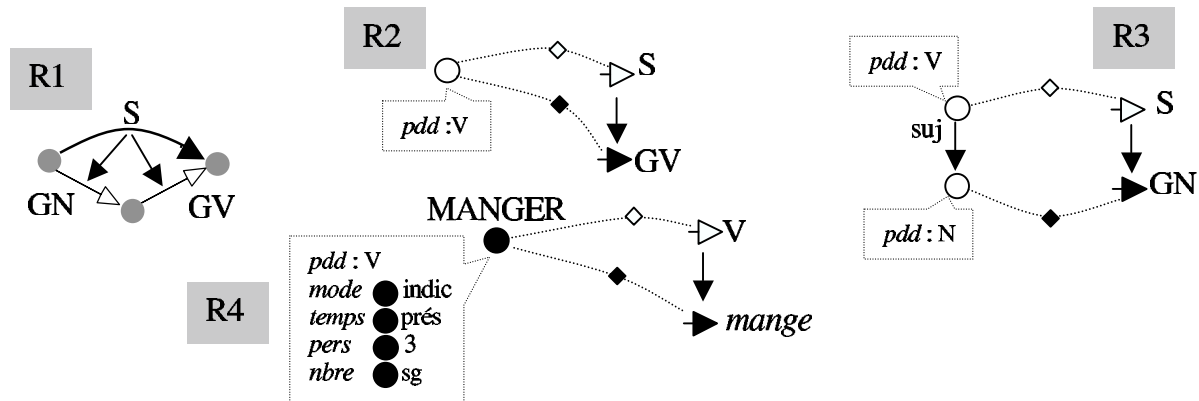 R1
S
GN
GV
R2
S
pdd :V
GV
R3
pdd : V
S
suj
GN
pdd : N
R4
MANGER
V
pdd : V
mode indic
temps prés
pers 3
nbre sg
mange